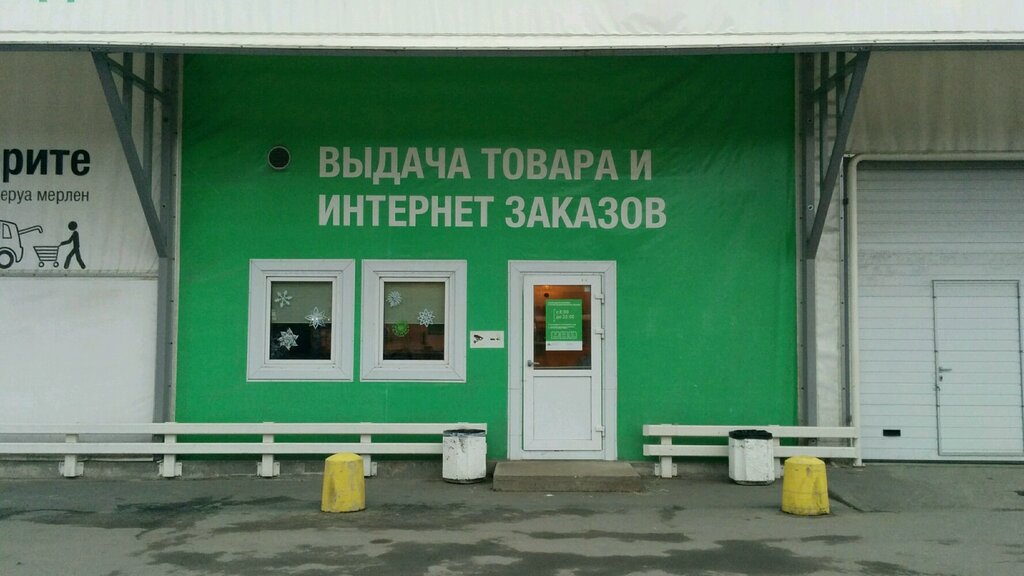 рите
еруа мерлен
ВЫДАЧА ТОВАРА И
ИНТЕРНЕТ ЗАКАЗОВ